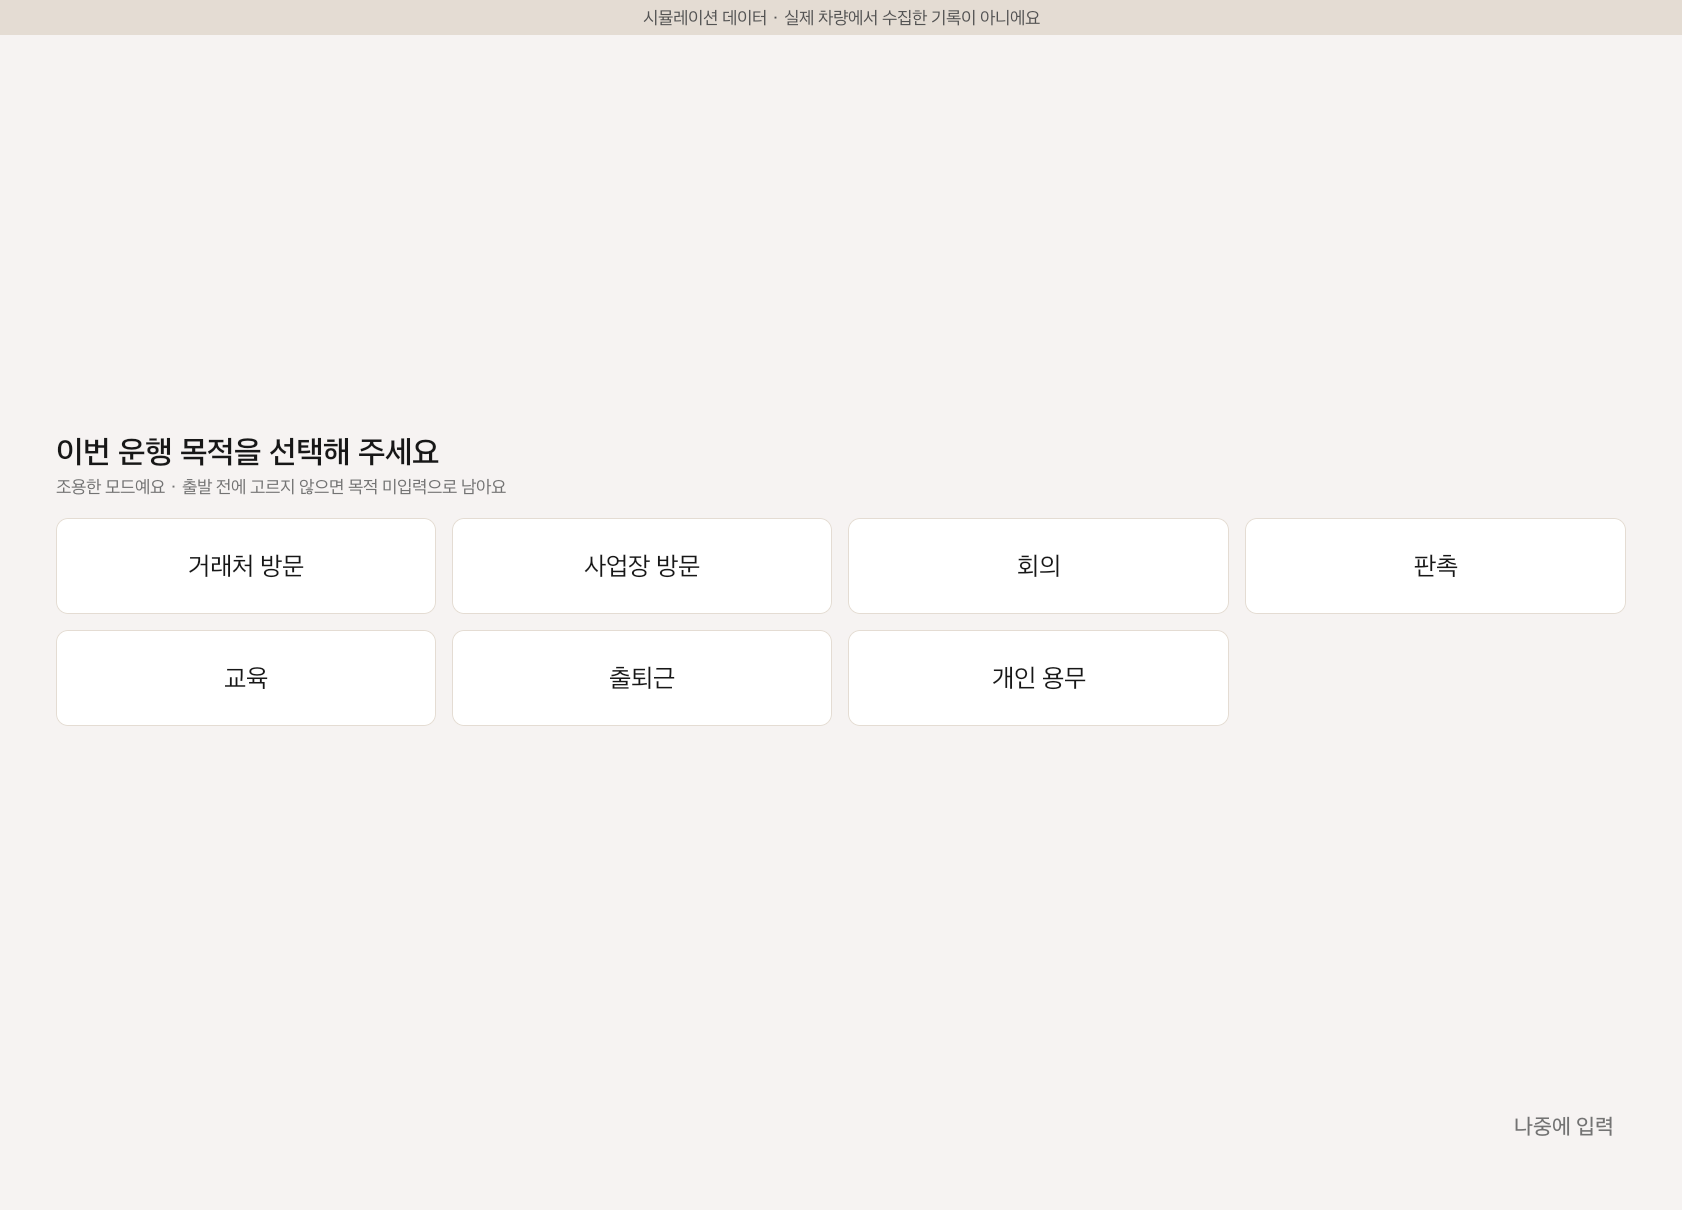 시뮬레이션 데이터 · 실제 차량에서 수집한 기록이 아니에요
이번 운행 목적을 선택해 주세요
조용한 모드예요 · 출발 전에 고르지 않으면 목적 미입력으로 남아요
거래처 방문
사업장 방문
회의
판촉
교육
출퇴근
개인 용무
나중에 입력